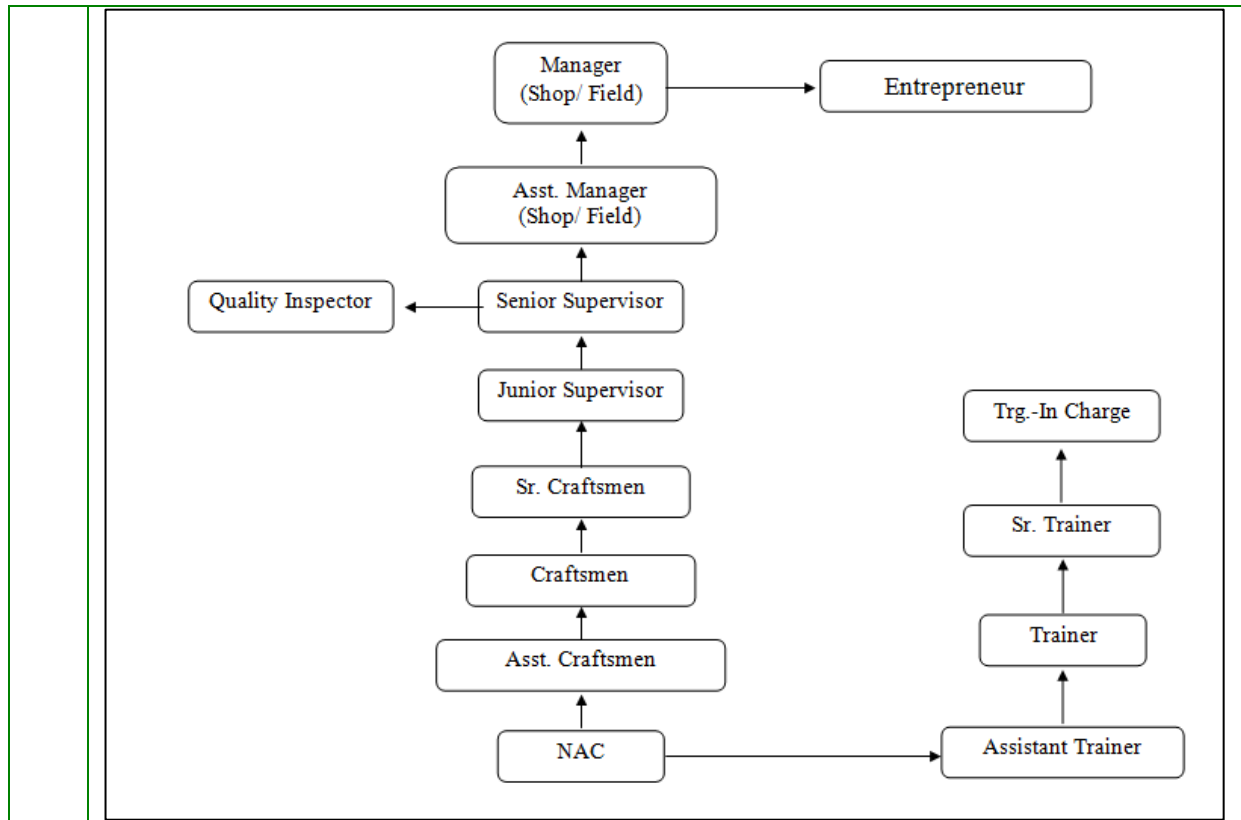 Manager
(Shop/ Field)
Entrepreneur
Asst. Manager
(Shop/ Field)
Quality Inspector
Senior Supervisor
Junior Supervisor
Trg.-In Charge
Sr. Craftsmen
Sr. Trainer
Craftsmen
Trainer
Asst. Craftsmen
NAC
Assistant Trainer